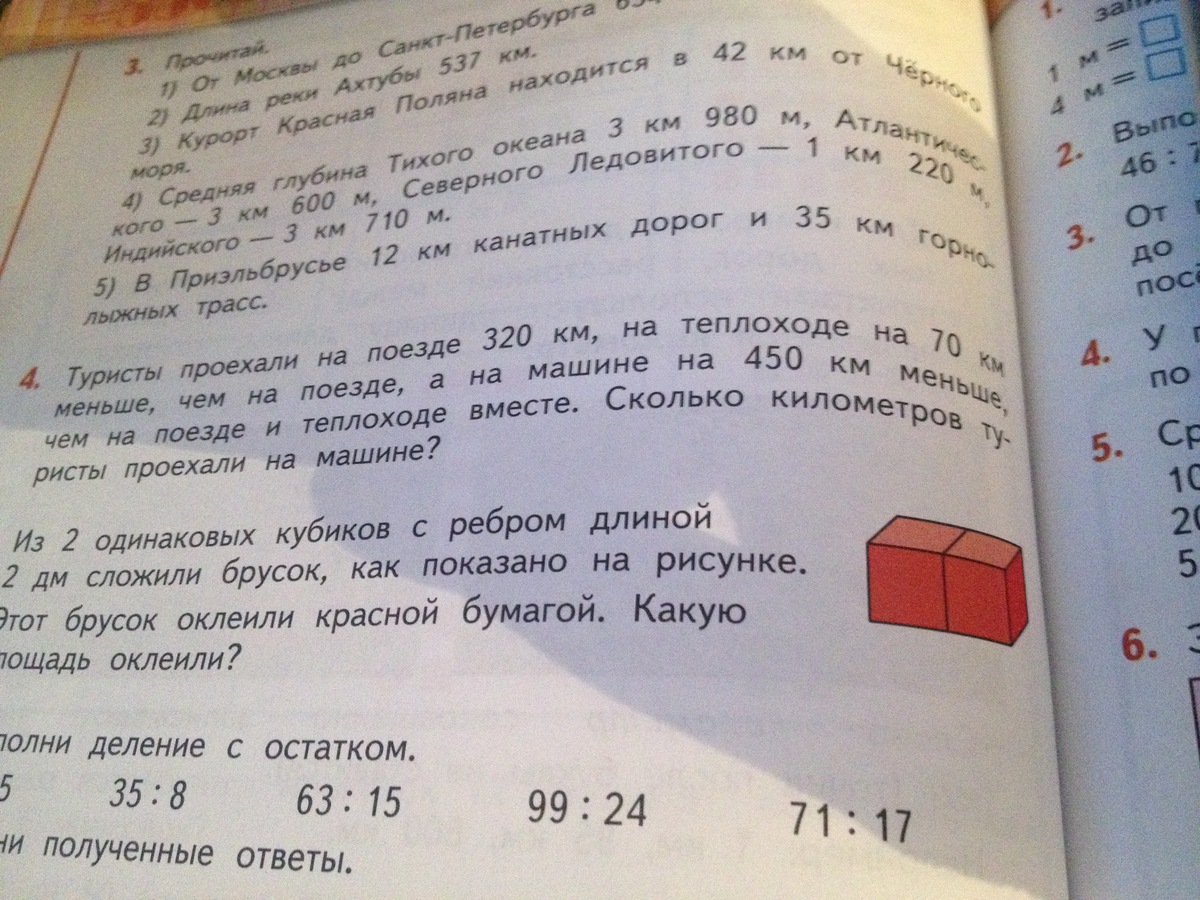 3. Прочитай.
1) От Москвы до Санкт-Петербурга
2) Длина реки Ахтубы 537 км.
3) Курорт Красная Поляна находится в 42 км от Чёрного
моря.
4) Средняя глубина Тихого океана 3 км 980 м, Атлантичес-
кого — 3 км 600 м, Северного Ледовитого — 1 км 220 м,
Индийского — 3 км 710 м.
5) В Приэльбрусье 12 км канатных дорог и 35 км горно-
лыжных трасс.
4. Туристы проехали на поезде 320 км, на теплоходе на 70 км
меньше, чем на поезде, а на машине на 450 км меньше,
чем на поезде и теплоходе вместе. Сколько километров ту-
ристы проехали на машине?
Из 2 одинаковых кубиков с ребром длиной
2 дм сложили брусок, как показано на рисунке.
Этот брусок оклеили красной бумагой. Какую
лощадь оклеили?
полни деление с остатком.
5 35 : 8 63 : 15 99 : 24 71 : 17
ни полученные ответы.
1.
1 м =
4 м =
2. Выпо
46 : 7
3. От
до
посё
4. У
по
5. Ср
10
20
5
6.